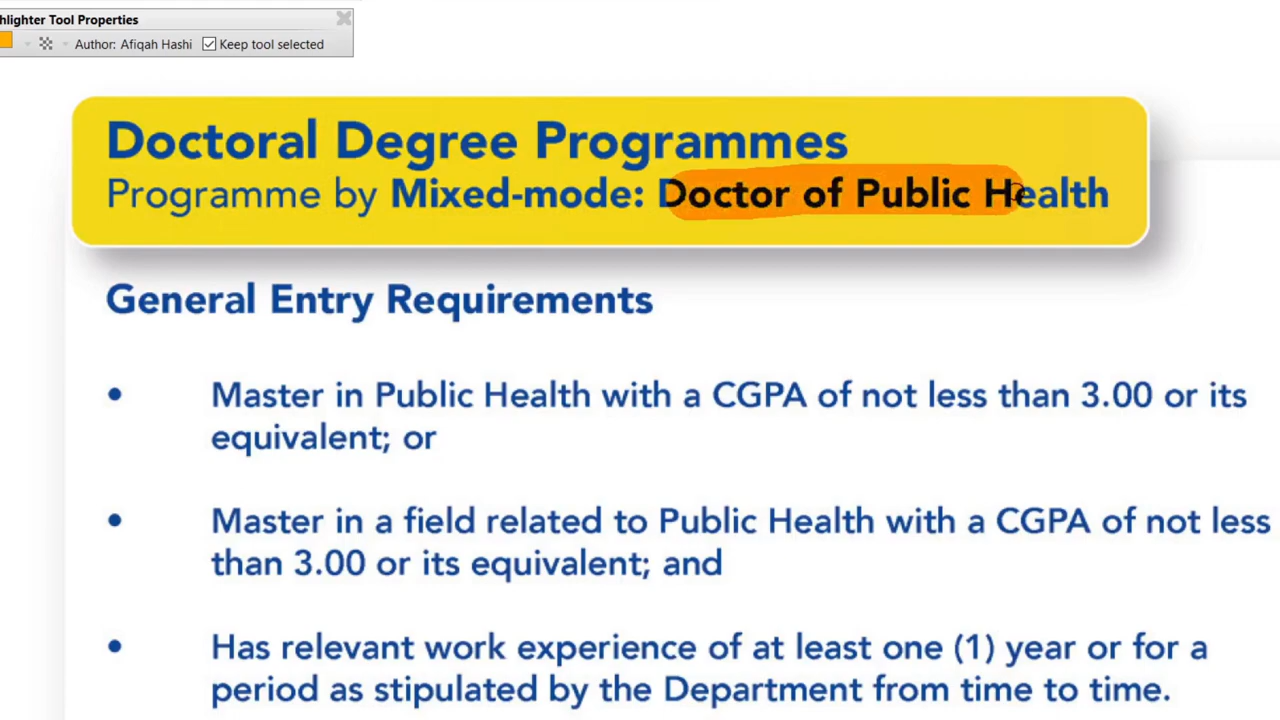 hlighter Tool Properties
Author: Afiqah Hashi Keep tool selected
Doctoral Degree Programmes
Programme by Mixed-mode: Doctor of Public Health
General Entry Requirements
• Master in Public Health with a CGPA of not less than 3.00 or its
equivalent; or
• Master in a field related to Public Health with a CGPA of not less
than 3.00 or its equivalent; and
• Has relevant work experience of at least one (1) year or for a
period as stipulated by the Department from time to time.